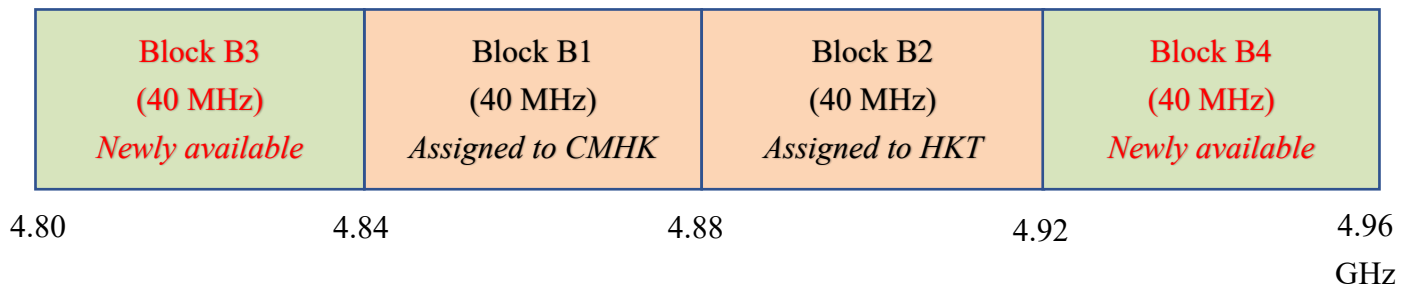 Block B3
(40 MHz)
Newly available
Block B1
(40 MHz)
Assigned to CMHK
Block B2
(40 MHz)
Assigned to HKT
Block B4
(40 MHz)
Newly available
4.80
4.84
4.88
4.92
4.96
GHz